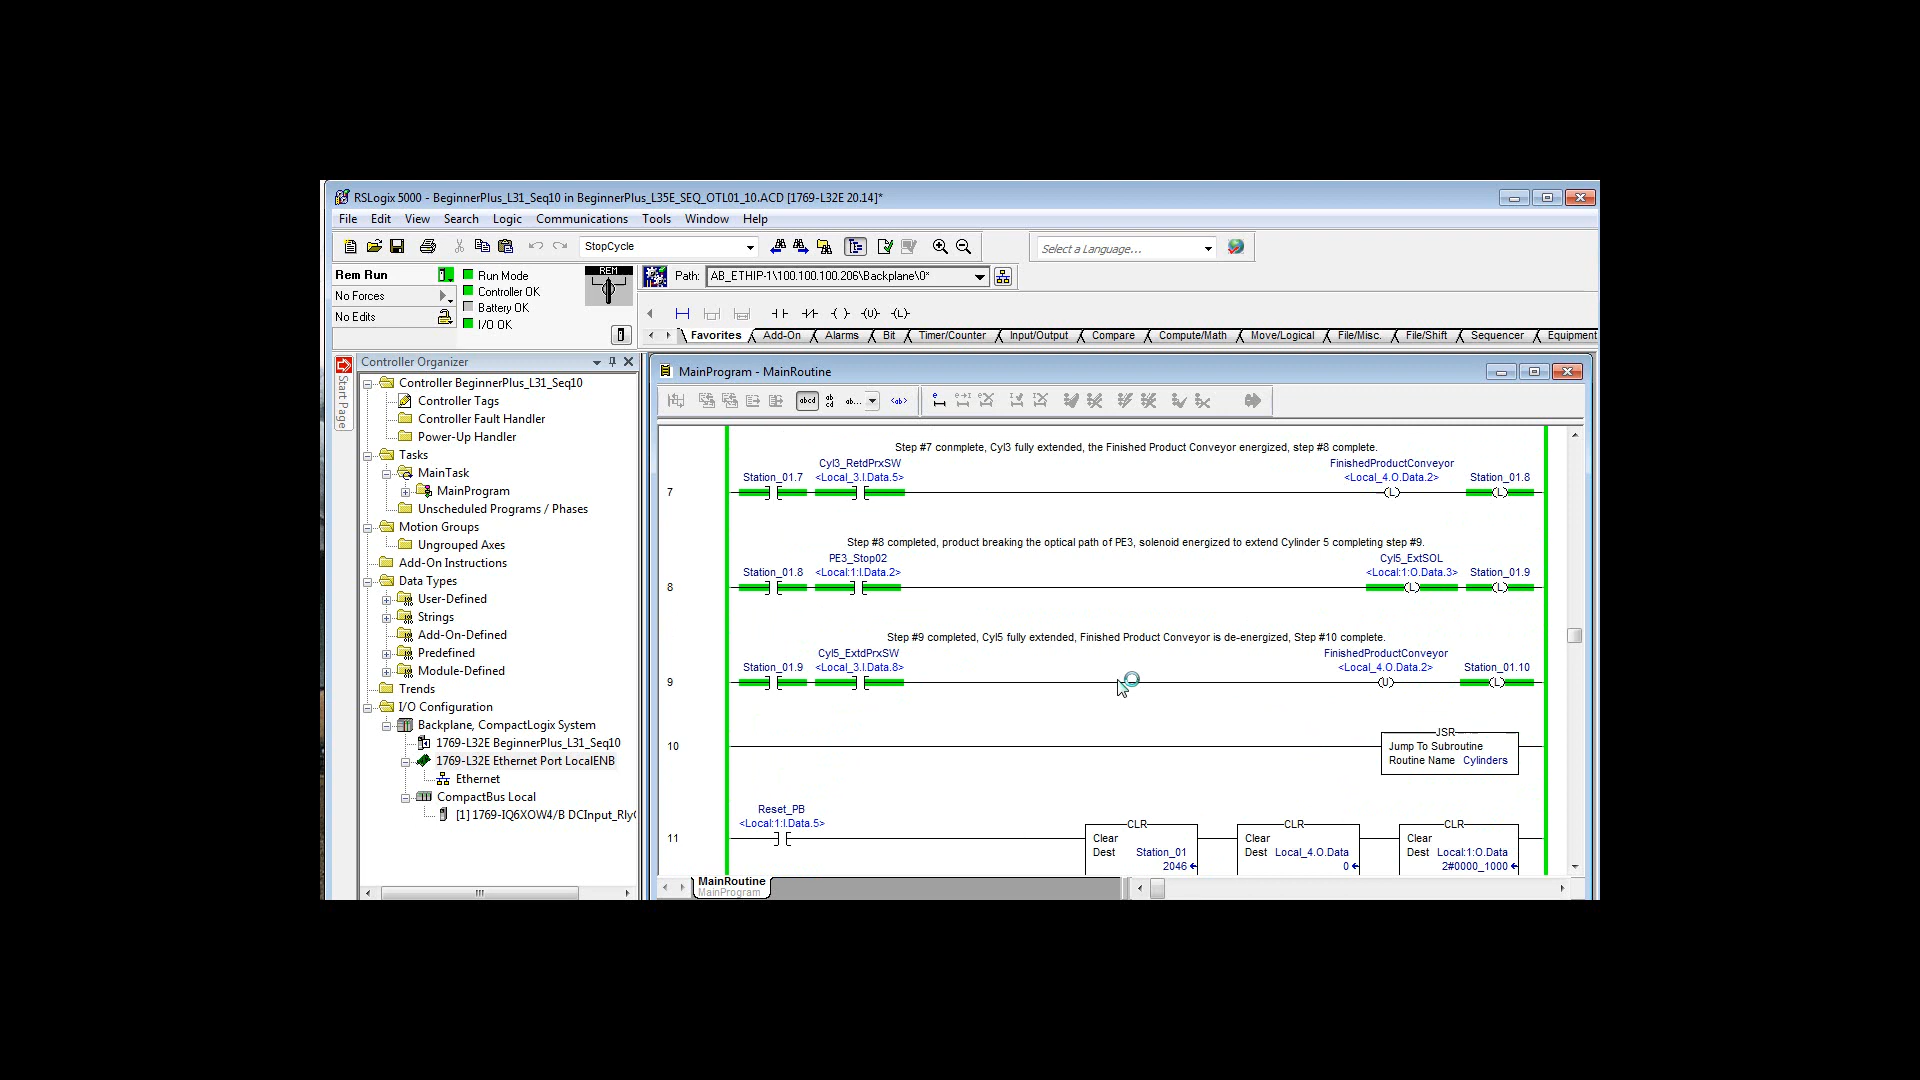 RSLogix 5000 - BeginnerPlus_L31_Seq10 in BeginnerPlus_L35E_SEQ_OTL01_10.ACD [1769-L32E 20.14]*
File Edit View Search Logic Communications Tools Window Help
StopCycle
Select a Language...
Rem Run
No Forces
No Edits
Run Mode
Controller OK
Battery OK
I/O OK
REM
Path: AB_ETHIP-1\100.100.100.206\Backplane\0*
Favorites Add-On Alarms Bit Timer/Counter Input/Output Compare Compute/Math Move/Logical File/Misc. File/Shift Sequencer Equipment
Start Page
Controller Organizer
Controller BeginnerPlus_L31_Seq10
Controller Tags
Controller Fault Handler
Power-Up Handler
Tasks
MainTask
MainProgram
Unscheduled Programs / Phases
Motion Groups
Ungrouped Axes
Add-On Instructions
Data Types
User-Defined
Strings
Add-On-Defined
Predefined
Module-Defined
Trends
I/O Configuration
Backplane, CompactLogix System
1769-L32E BeginnerPlus_L31_Seq10
1769-L32E Ethernet Port LocalENB
Ethernet
CompactBus Local
[1] 1769-IQ6XOW4/B DCInput_Rly
MainProgram - MainRoutine
abcd
ab cd
ab...
<ab>
Step #7 conmplete, Cyl3 fully extended, the Finished Product Conveyor energized, step #8 complete.
Cyl3_RetdPrxSW FinishedProductConveyor
Station_01.7 <Local_3.I.Data.5> <Local_4.O.Data.2> Station_01.8
7 L L
Step #8 completed, product breaking the optical path of PE3, solenoid energized to extend Cylinder 5 completing step #9.
PE3_Stop02 Cyl5_ExtSOL
Station_01.8 <Local:1:I.Data.2> <Local:1:O.Data.3> Station_01.9
8 L L
Step #9 completed, Cyl5 fully extended, Finished Product Conveyor is de-energized, Step #10 complete.
Cyl5_ExtdPrxSW FinishedProductConveyor
Station_01.9 <Local_3.I.Data.8> <Local_4.O.Data.2> Station_01.10
9 U L
JSR
10 Jump To Subroutine
Routine Name Cylinders
Reset_PB
<Local:1:I.Data.5> CLR CLR CLR
11 Clear Clear Clear
Dest Station_01 Dest Local_4.O.Data Dest Local:1:O.Data
2046 0 2#0000_1000
MainRoutine
MainProgram